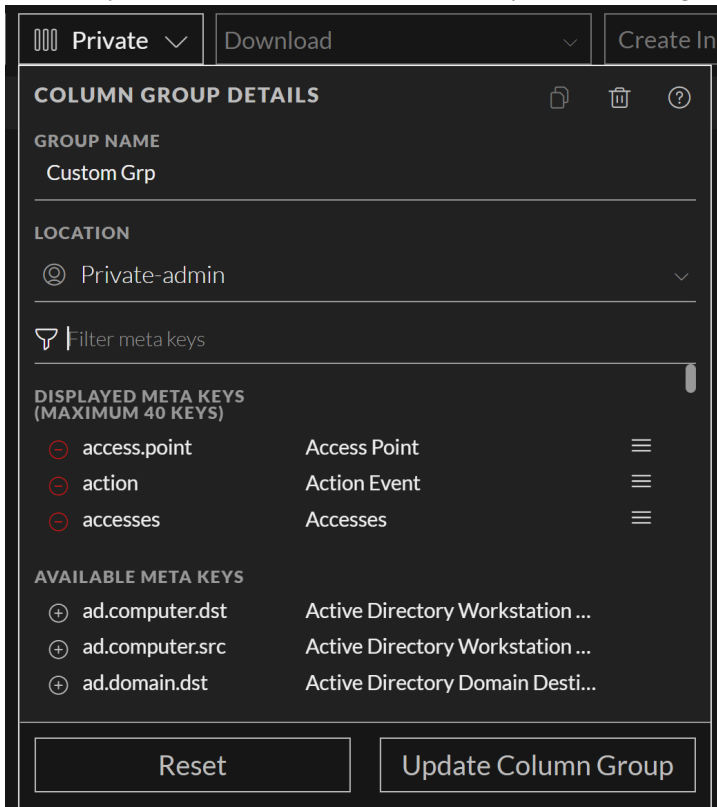 Private
Download
Create In
COLUMN GROUP DETAILS
GROUP NAME
Custom Grp
LOCATION
Private-admin
Filter meta keys
DISPLAYED META KEYS
(MAXIMUM 40 KEYS)
access.point Access Point
action Action Event
accesses Accesses
AVAILABLE META KEYS
ad.computer.dst Active Directory Workstation ...
ad.computer.src Active Directory Workstation ...
ad.domain.dst Active Directory Domain Desti...
Reset
Update Column Group